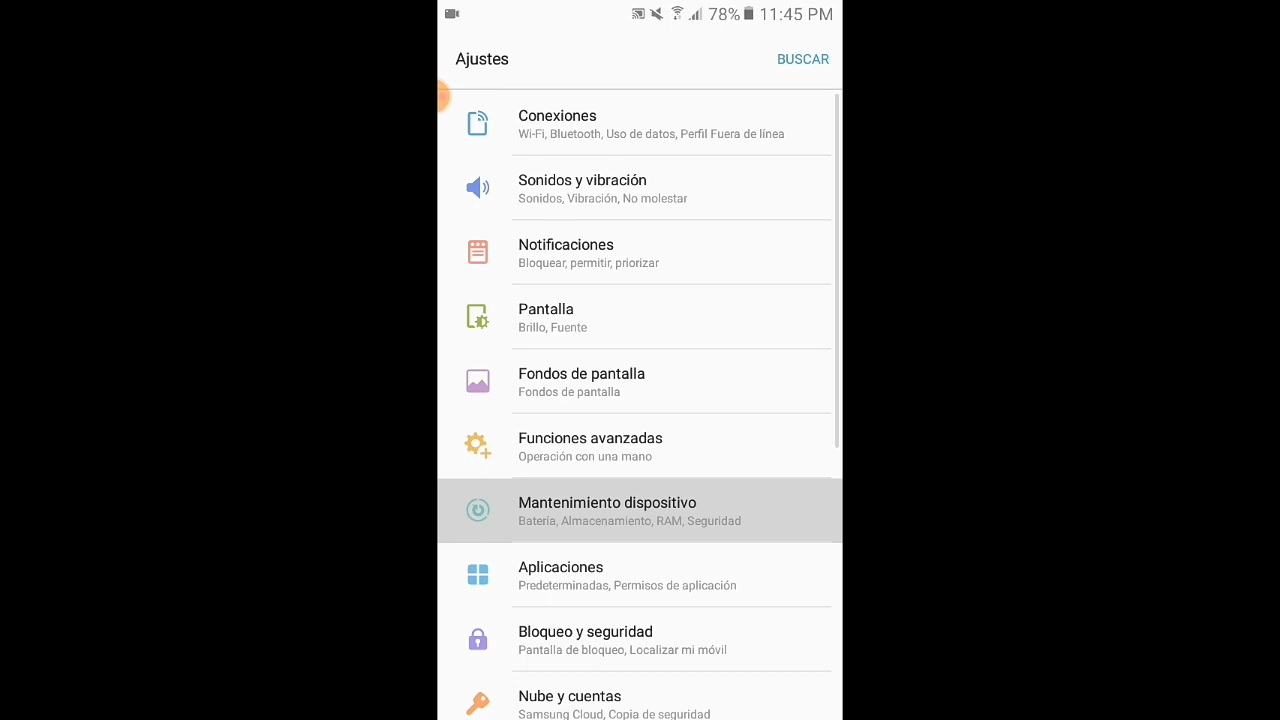 78% 11:45 PM
Ajustes BUSCAR
Conexiones
Wi-Fi, Bluetooth, Uso de datos, Perfil Fuera de línea
Sonidos y vibración
Sonidos, Vibración, No molestar
Notificaciones
Bloquear, permitir, priorizar
Pantalla
Brillo, Fuente
Fondos de pantalla
Fondos de pantalla
Funciones avanzadas
Operación con una mano
Mantenimiento dispositivo
Batería, Almacenamiento, RAM, Seguridad
Aplicaciones
Predeterminadas, Permisos de aplicación
Bloqueo y seguridad
Pantalla de bloqueo, Localizar mi móvil
Nube y cuentas
Samsung Cloud, Copia de seguridad